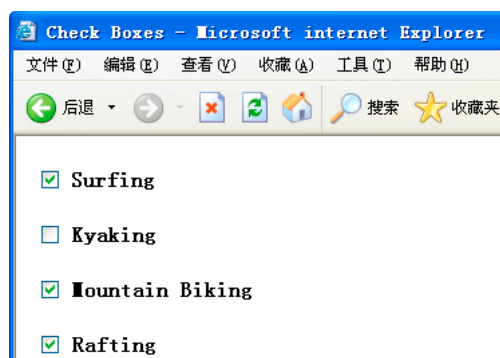 Check Boxes - Microsoft internet Explorer
文件(F) 编辑(E) 查看(V) 收藏(A) 工具(T) 帮助(H)
后退 搜索 收藏夹
Surfing
Kyaking
Mountain Biking
Rafting